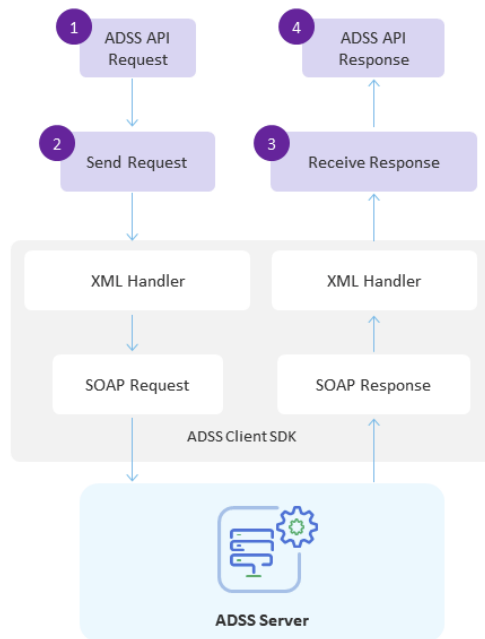 1
ADSS API
Request
4
ADSS API
Response
2
Send Request
3
Receive Response
XML Handler
XML Handler
SOAP Request
SOAP Response
ADSS Client SDK
ADSS Server